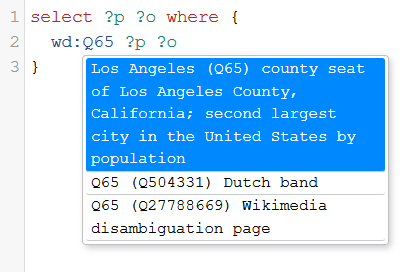 1 select ?p ?o where {
2 wd:Q65 ?p ?o
3 }
Los Angeles (Q65) county seat
of Los Angeles County,
California; second largest
city in the United States by
population
Q65 (Q504331) Dutch band
Q65 (Q27788669) Wikimedia
disambiguation page